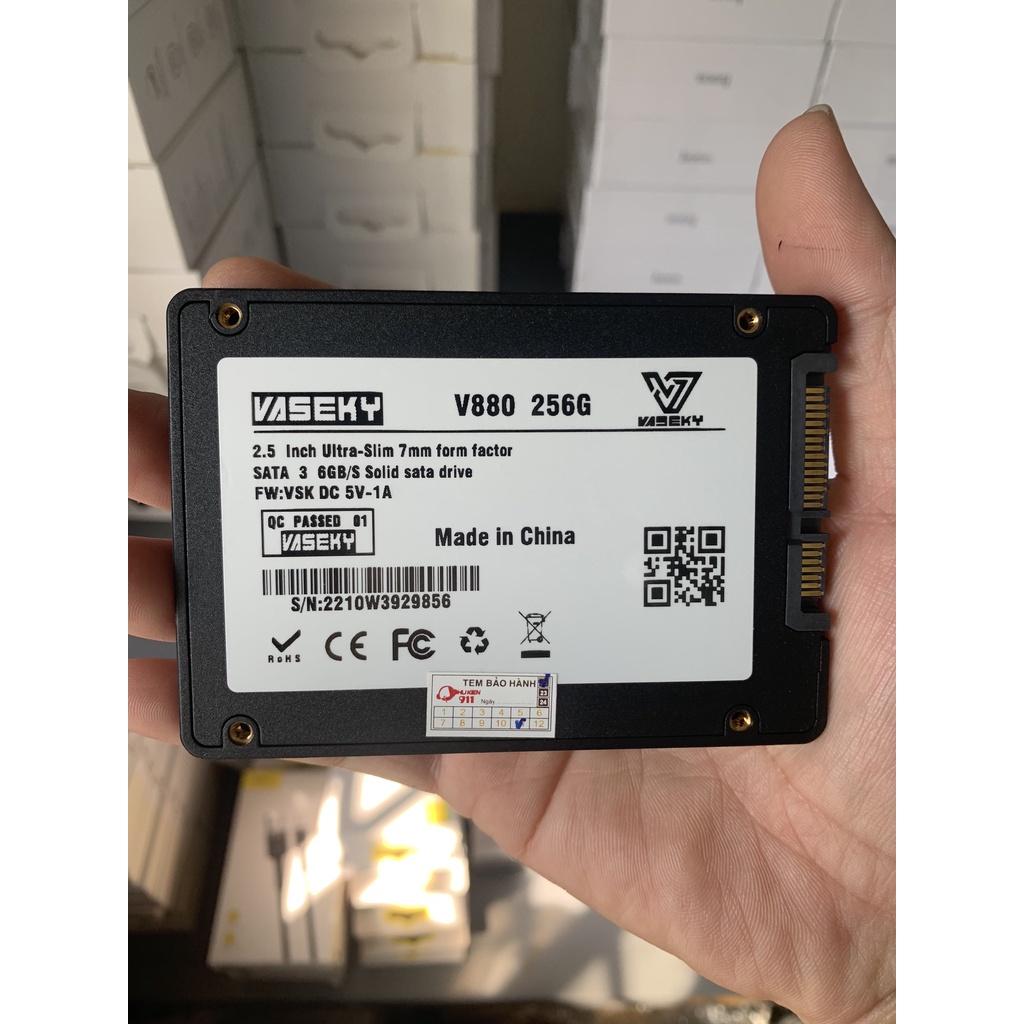 VASEKY V880 256G
VASEKY
2.5 Inch Ultra-Slim 7mm form factor
SATA 3 6GB/S Solid sata drive
FW:VSK DC 5V-1A
QC PASSED 01
VASEKY
Made in China
S/N:2210W3929856
RoHS CE FC
TEM BẢO HÀNH
PHỤ KIỆN
911 Ngày
23
24
1 2 3 4 5 6
7 8 9 10 12